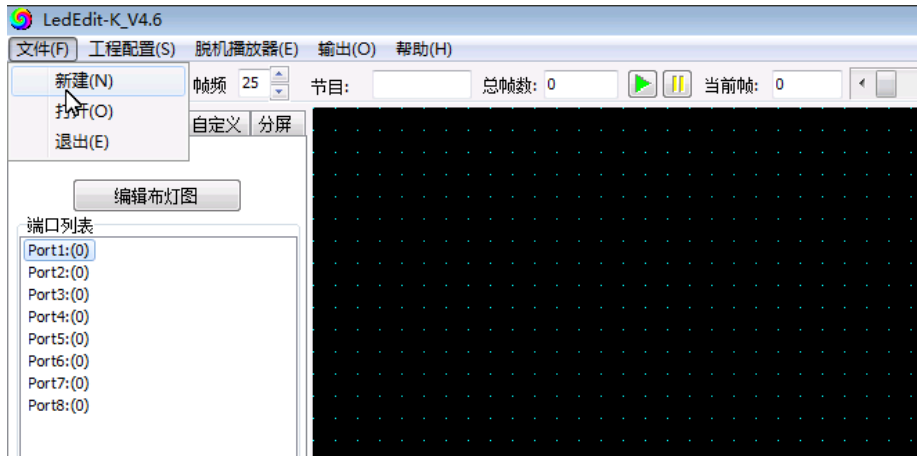 LedEdit-K_V4.6
文件(F) 工程配置(S) 脱机播放器(E) 输出(O) 帮助(H)
新建(N)
打开(O)
退出(E)
帧频 25 节目: 总帧数: 0 当前帧: 0
自定义 分屏
编辑布灯图
端口列表
Port1:(0)
Port2:(0)
Port3:(0)
Port4:(0)
Port5:(0)
Port6:(0)
Port7:(0)
Port8:(0)